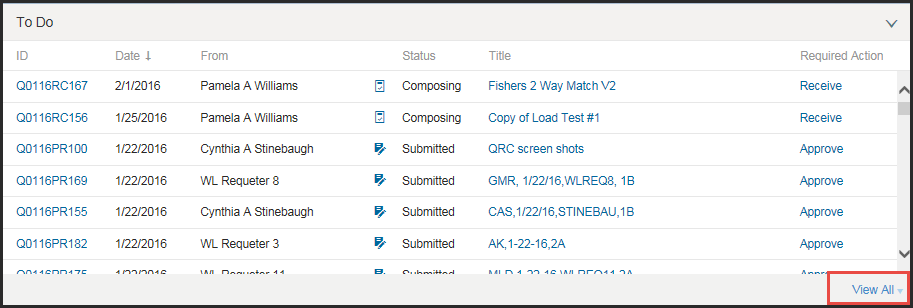 To Do
ID Date ↓ From Status Title Required Action
Q0116RC167 2/1/2016 Pamela A Williams Composing Fishers 2 Way Match V2 Receive
Q0116RC156 1/25/2016 Pamela A Williams Composing Copy of Load Test #1 Receive
Q0116PR100 1/22/2016 Cynthia A Stinebaugh Submitted QRC screen shots Approve
Q0116PR169 1/22/2016 WL Requeter 8 Submitted GMR, 1/22/16,WLREQ8, 1B Approve
Q0116PR155 1/22/2016 Cynthia A Stinebaugh Submitted CAS,1/22/16,STINEBAU,1B Approve
Q0116PR182 1/22/2016 WL Requeter 3 Submitted AK,1-22-16,2A Approve
Q0116PR175 1/22/2016 WL Requeter 11 Submitted MLD 1-22-16 WLREQ11 2A Approve
View All